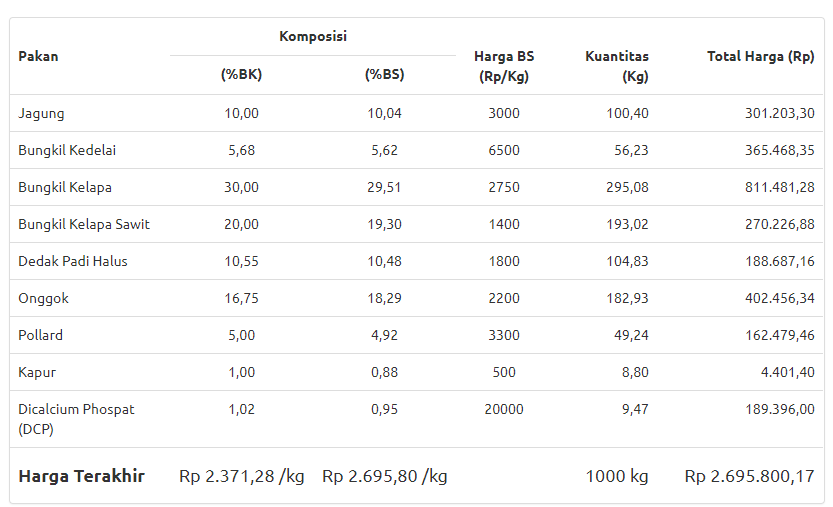 Pakan Komposisi Harga BS (Rp/Kg) Kuantitas (Kg) Total Harga (Rp)
(%BK) (%BS)
Jagung 10,00 10,04 3000 100,40 301.203,30
Bungkil Kedelai 5,68 5,62 6500 56,23 365.468,35
Bungkil Kelapa 30,00 29,51 2750 295,08 811.481,28
Bungkil Kelapa Sawit 20,00 19,30 1400 193,02 270.226,88
Dedak Padi Halus 10,55 10,48 1800 104,83 188.687,16
Onggok 16,75 18,29 2200 182,93 402.456,34
Pollard 5,00 4,92 3300 49,24 162.479,46
Kapur 1,00 0,88 500 8,80 4.401,40
Dicalcium Phospat (DCP) 1,02 0,95 20000 9,47 189.396,00
Harga Terakhir Rp 2.371,28 /kg Rp 2.695,80 /kg 1000 kg Rp 2.695.800,17